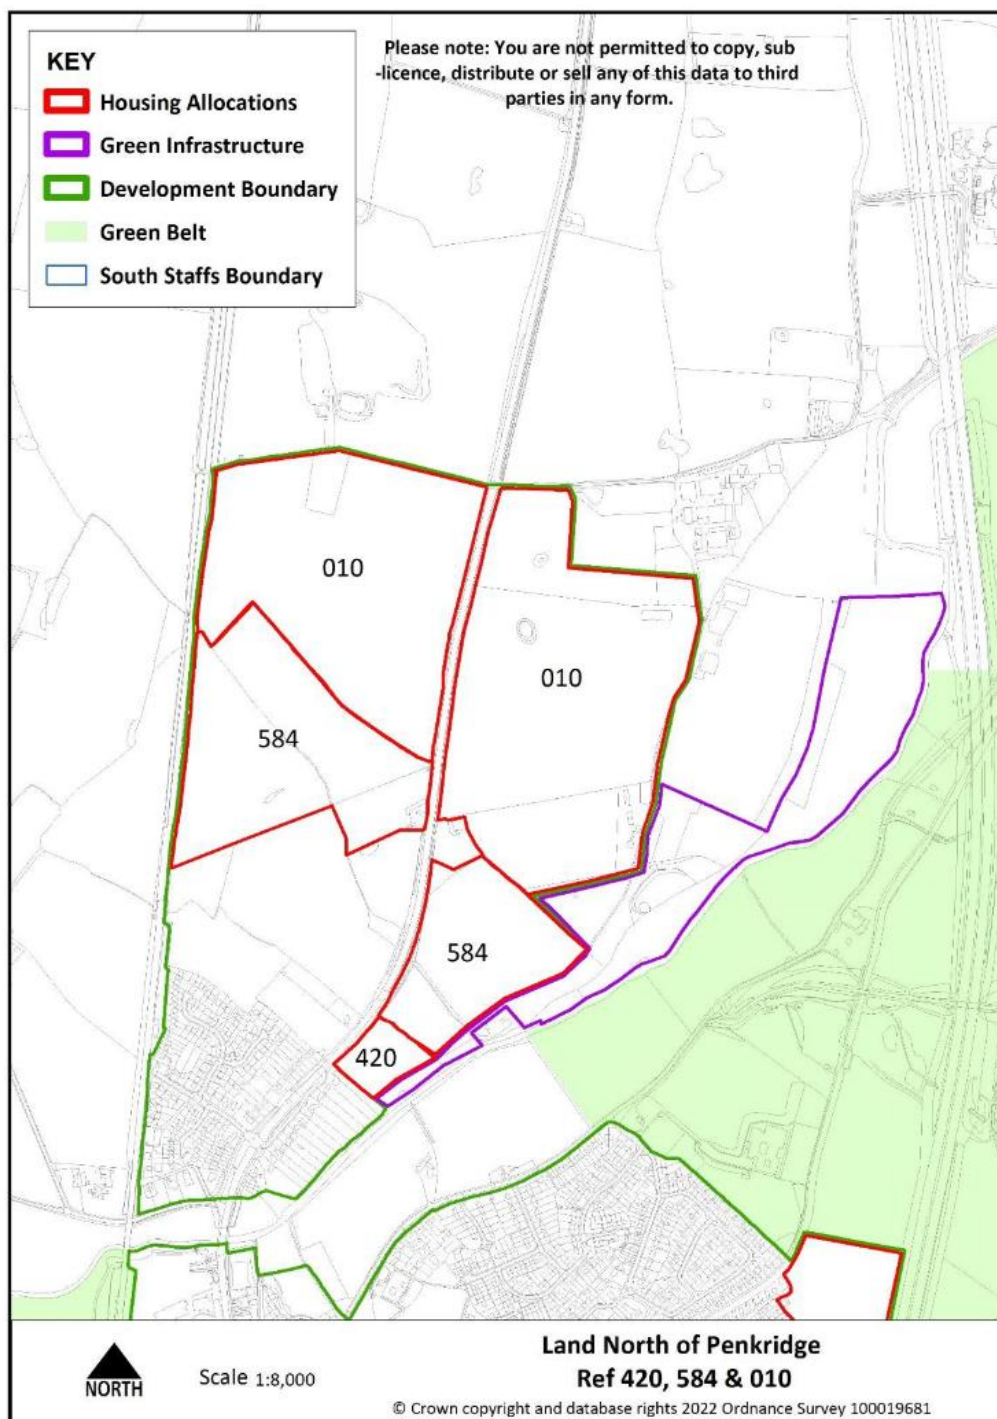 KEY
Housing Allocations
Green Infrastructure
Development Boundary
Green Belt
South Staffs Boundary
Please note: You are not permitted to copy, sub
-licence, distribute or sell any of this data to third
parties in any form.
010
010
584
584
420
NORTH
Scale 1:8,000
Land North of Penkridge
Ref 420, 584 & 010
© Crown copyright and database rights 2022 Ordnance Survey 100019681